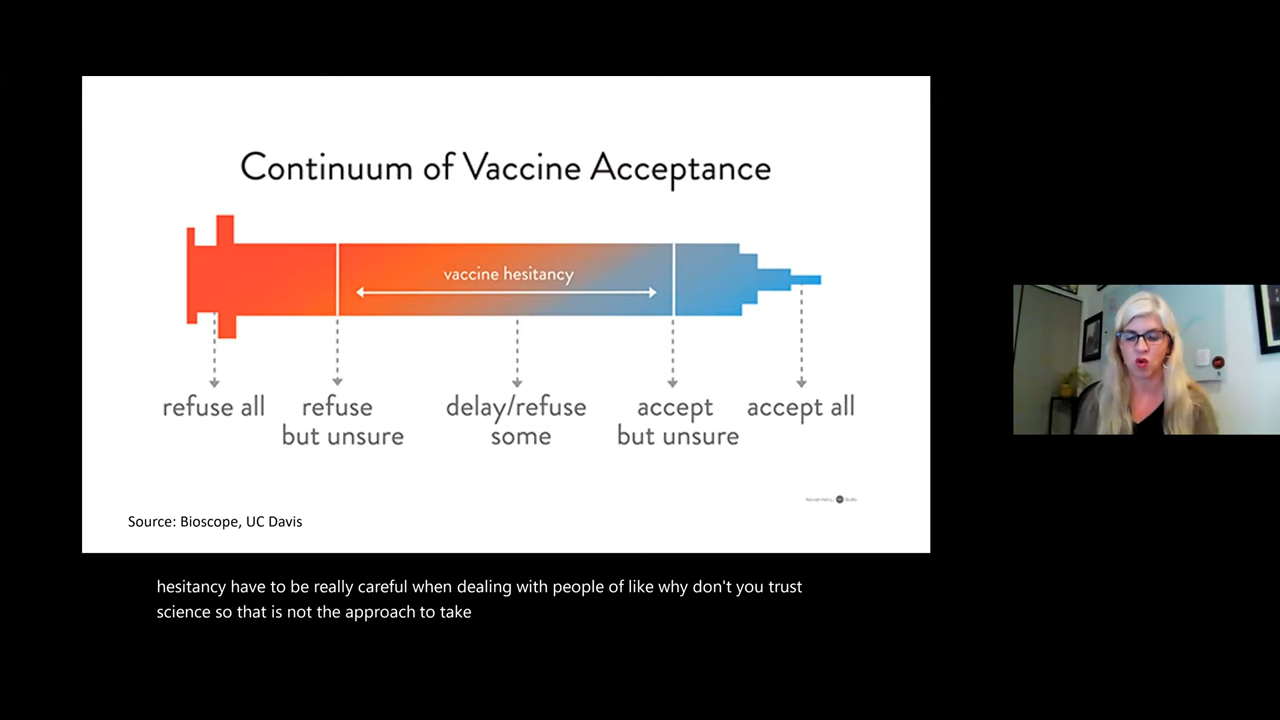 Continuum of Vaccine Acceptance
vaccine hesitancy
refuse all
refuse
but unsure
delay/refuse
some
accept
but unsure
accept all
Source: Bioscope, UC Davis
hesitancy have to be really careful when dealing with people of like why don't you trust
science so that is not the approach to take